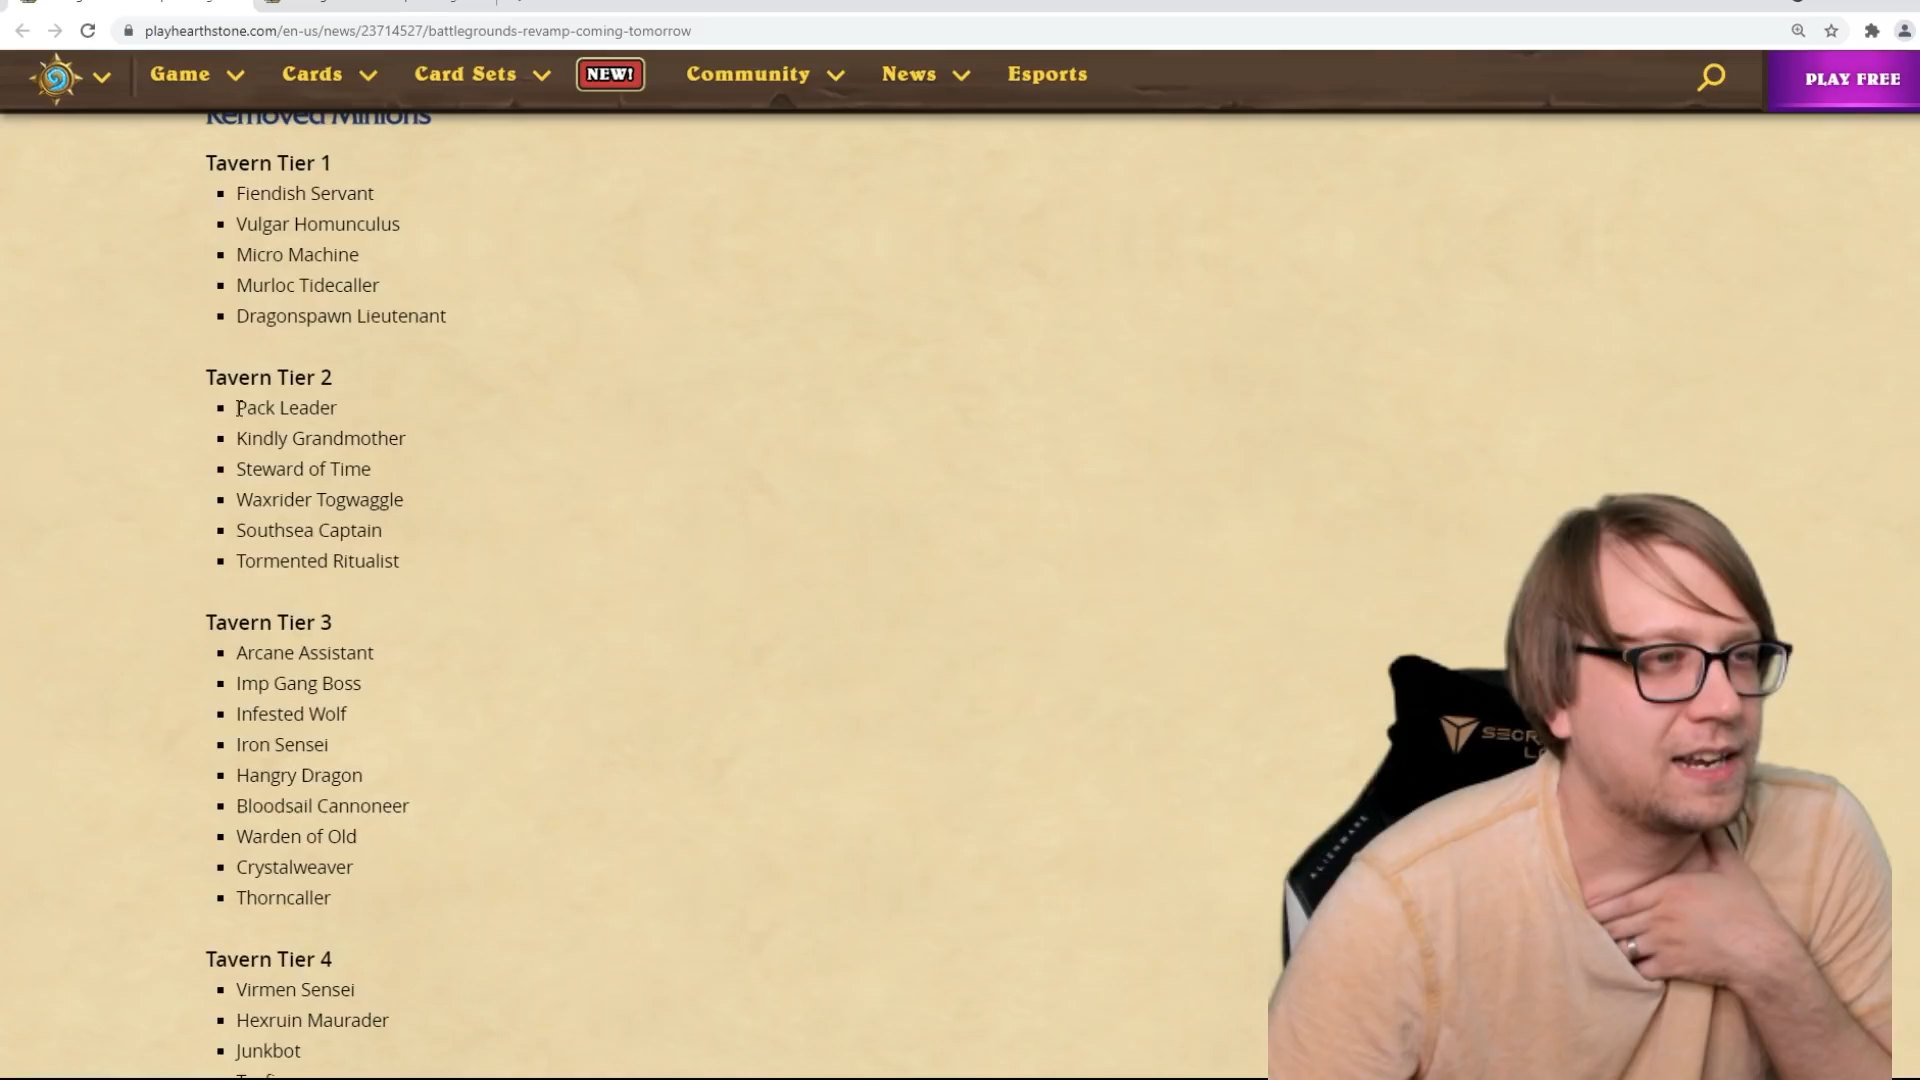 playhearthstone.com/en-us/news/23714527/battlegrounds-revamp-coming-tomorrow
Game Cards Card Sets NEW! Community News Esports PLAY FREE
Removed Minions
Tavern Tier 1
Fiendish Servant
Vulgar Homunculus
Micro Machine
Murloc Tidecaller
Dragonspawn Lieutenant
Tavern Tier 2
Pack Leader
Kindly Grandmother
Steward of Time
Waxrider Togwaggle
Southsea Captain
Tormented Ritualist
Tavern Tier 3
Arcane Assistant
Imp Gang Boss
Infested Wolf
Iron Sensei
Hangry Dragon
Bloodsail Cannoneer
Warden of Old
Crystalweaver
Thorncaller
Tavern Tier 4
Virmen Sensei
Hexruin Maurader
Junkbot
ALIENWARE